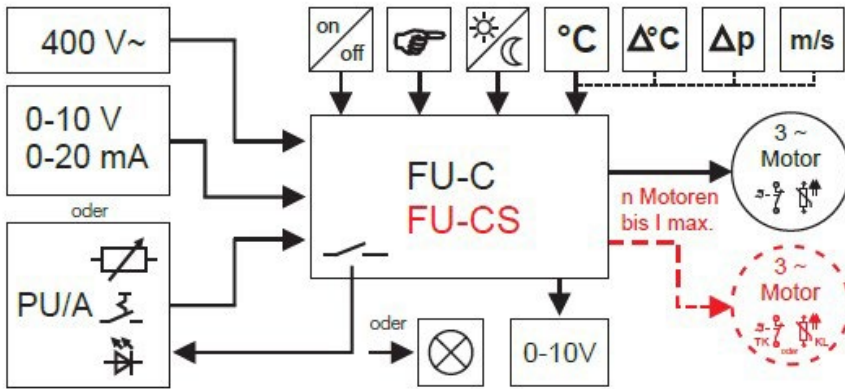 400 V~
on
off
°C
Δ°C
Δp
m/s
0-10 V
0-20 mA
oder
PU/A
FU-C
FU-CS
3 ~
Motor
n Motoren
bis I max.
3 ~
Motor
TK oder KL
oder
0-10V